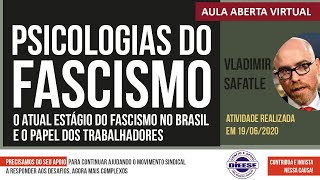 AULA ABERTA VIRTUAL
PSICOLOGIAS DO
FASCISMO
O ATUAL ESTÁGIO DO FASCISMO NO BRASIL
E O PAPEL DOS TRABALHADORES
VLADIMIR
SAFATLE
ATIVIDADE REALIZADA
EM 19/06/2020
PRECISAMOS DO SEU APOIO PARA CONTINUAR AJUDANDO O MOVIMENTO SINDICAL
A RESPONDER AOS DESAFIOS, AGORA MAIS COMPLEXOS
DIEESE
CONTRIBUA E INVISTA
NESSA CAUSA!